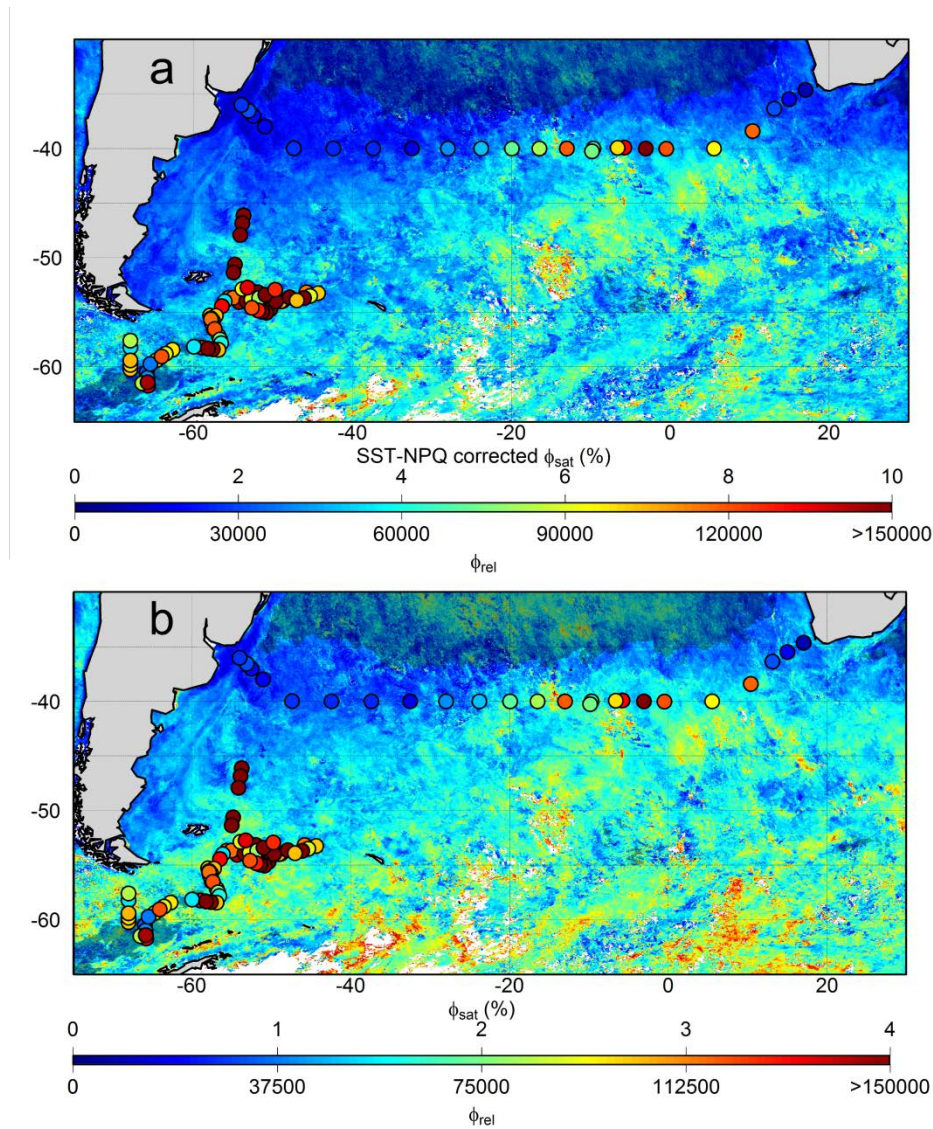 a
-40
-50
-60
-60 -40 -20 0 20
SST-NPQ corrected ϕsat (%)
0 2 4 6 8 10
0 30000 60000 90000 120000 >150000
ϕrel
b
-40
-50
-60
-60 -40 -20 0 20
ϕsat (%)
0 1 2 3 4
0 37500 75000 112500 >150000
ϕrel